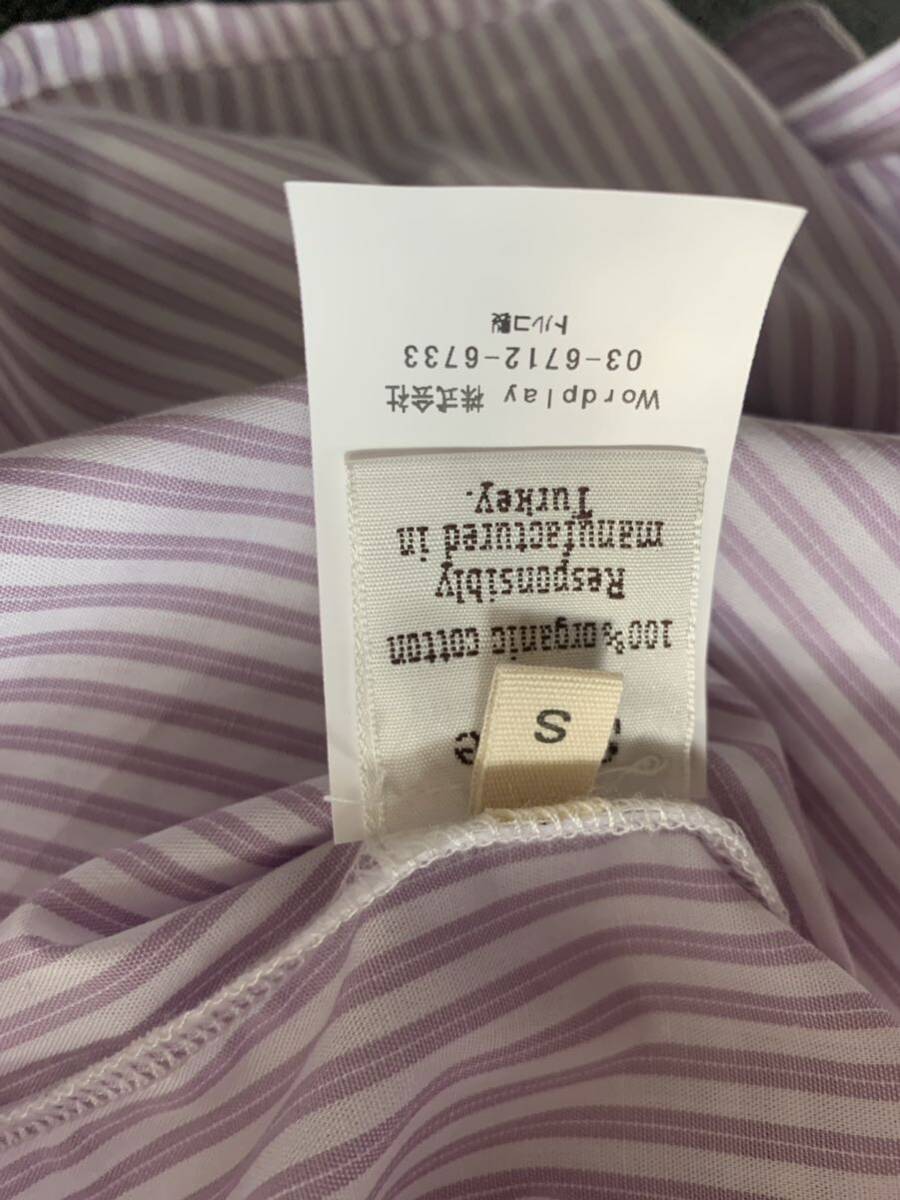 S
100% organic cotton
Responsibly
manufactured in
Turkey.
Wordplay 株式会社
03-6712-6733
トルコ製